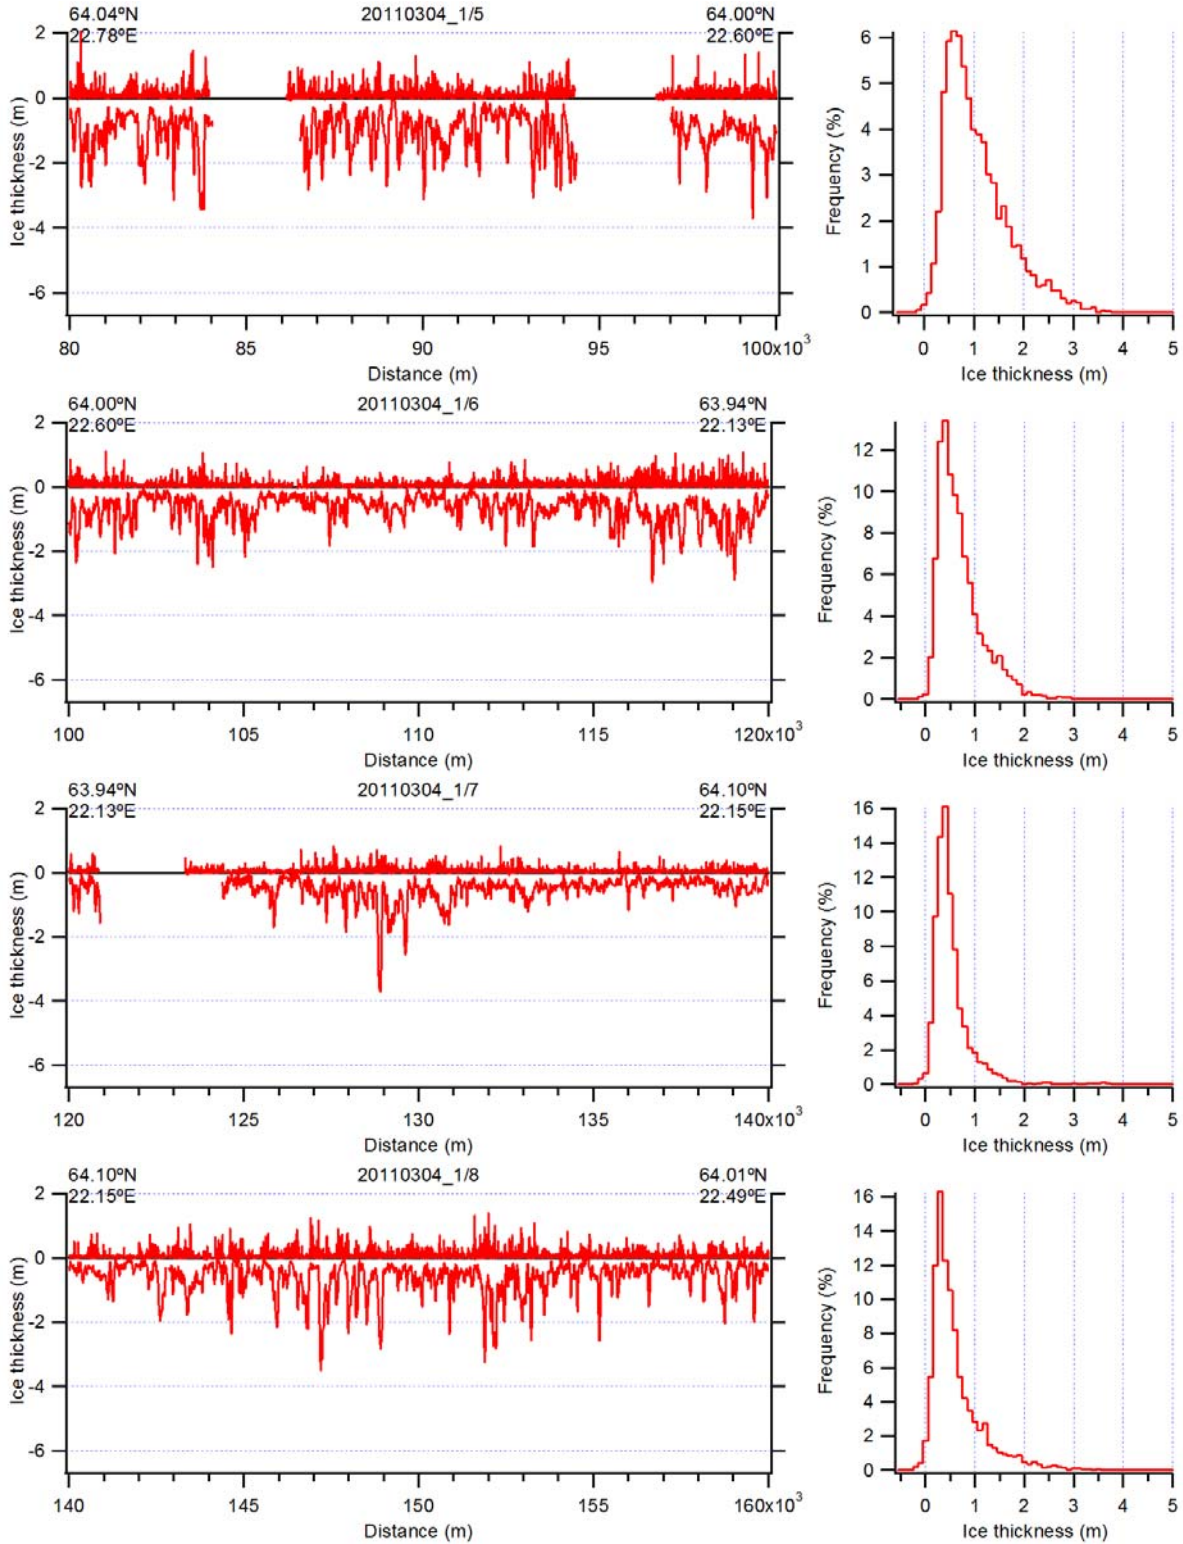 64.04ºN 20110304_1/5 64.00ºN
22.78ºE 22.60ºE
2
0
-2
-4
-6
Ice thickness (m)
80 85 90 95 100x10³
Distance (m)
6
5
4
3
2
1
0
Frequency (%)
0 1 2 3 4 5
Ice thickness (m)
64.00ºN 20110304_1/6 63.94ºN
22.60ºE 22.13ºE
2
0
-2
-4
-6
Ice thickness (m)
100 105 110 115 120x10³
Distance (m)
12
10
8
6
4
2
0
Frequency (%)
0 1 2 3 4 5
Ice thickness (m)
63.94ºN 20110304_1/7 64.10ºN
22.13ºE 22.15ºE
2
0
-2
-4
-6
Ice thickness (m)
120 125 130 135 140x10³
Distance (m)
16
14
12
10
8
6
4
2
0
Frequency (%)
0 1 2 3 4 5
Ice thickness (m)
64.10ºN 20110304_1/8 64.01ºN
22.15ºE 22.49ºE
2
0
-2
-4
-6
Ice thickness (m)
140 145 150 155 160x10³
Distance (m)
16
14
12
10
8
6
4
2
0
Frequency (%)
0 1 2 3 4 5
Ice thickness (m)